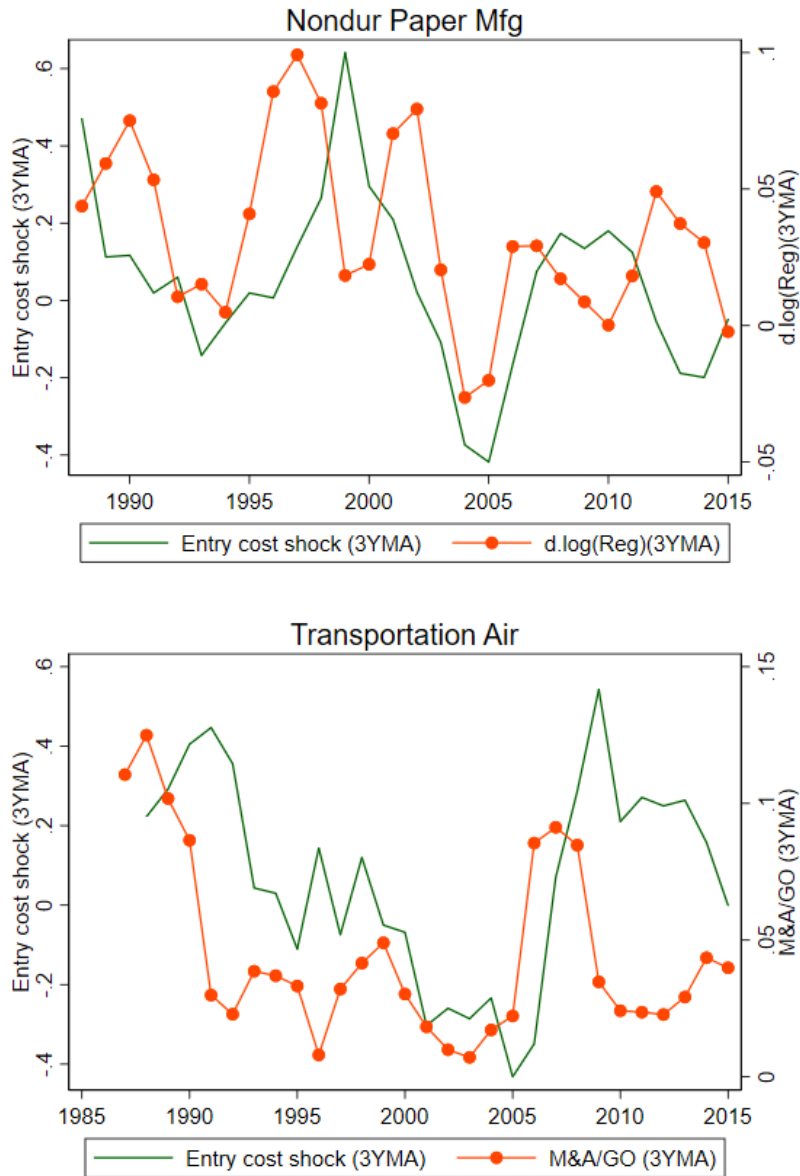 Nondur Paper Mfg
Entry cost shock (3YMA)
.6
.4
.2
0
-.2
-.4
.1
.05
0
-.05
d.log(Reg)(3YMA)
1990 1995 2000 2005 2010 2015
Entry cost shock (3YMA) d.log(Reg)(3YMA)
Transportation Air
Entry cost shock (3YMA)
.6
.4
.2
0
-.2
-.4
.15
.1
.05
0
M&A/GO (3YMA)
1985 1990 1995 2000 2005 2010 2015
Entry cost shock (3YMA) M&A/GO (3YMA)